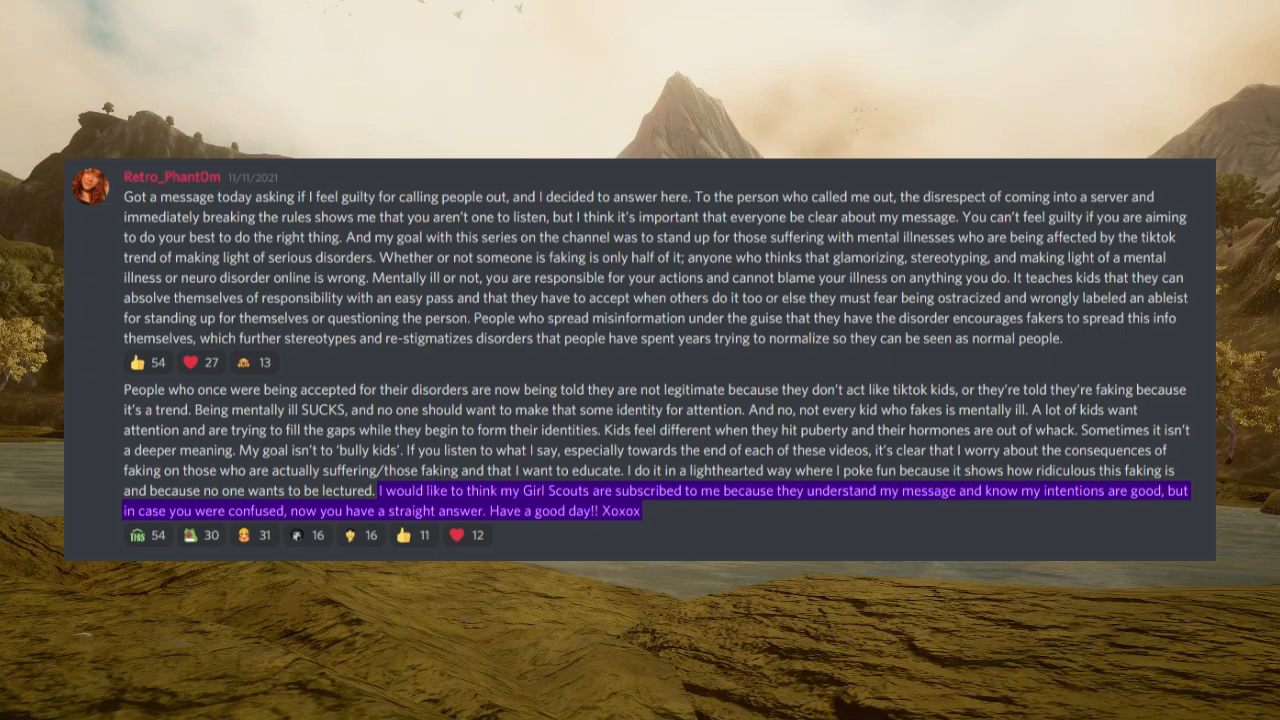 Retro_Phant0m 11/11/2021
Got a message today asking if I feel guilty for calling people out, and I decided to answer here. To the person who called me out, the disrespect of coming into a server and
immediately breaking the rules shows me that you aren't one to listen, but I think it's important that everyone be clear about my message. You can't feel guilty if you are aiming
to do your best to do the right thing. And my goal with this series on the channel was to stand up for those suffering with mental illnesses who are being affected by the tiktok
trend of making light of serious disorders. Whether or not someone is faking is only half of it; anyone who thinks that glamorizing, stereotyping, and making light of a mental
illness or neuro disorder online is wrong. Mentally ill or not, you are responsible for your actions and cannot blame your illness on anything you do. It teaches kids that they can
absolve themselves of responsibility with an easy pass and that they have to accept when others do it too or else they must fear being ostracized and wrongly labeled an ableist
for standing up for themselves or questioning the person. People who spread misinformation under the guise that they have the disorder encourages fakers to spread this info
themselves, which further stereotypes and re-stigmatizes disorders that people have spent years trying to normalize so they can be seen as normal people.
54 27 13
People who once were being accepted for their disorders are now being told they are not legitimate because they don't act like tiktok kids, or they're told they're faking because
it's a trend. Being mentally ill SUCKS, and no one should want to make that some identity for attention. And no, not every kid who fakes is mentally ill. A lot of kids want
attention and are trying to fill the gaps while they begin to form their identities. Kids feel different when they hit puberty and their hormones are out of whack. Sometimes it isn't
a deeper meaning. My goal isn't to 'bully kids'. If you listen to what I say, especially towards the end of each of these videos, it's clear that I worry about the consequences of
faking on those who are actually suffering/those faking and that I want to educate. I do it in a lighthearted way where I poke fun because it shows how ridiculous this faking is
and because no one wants to be lectured. I would like to think my Girl Scouts are subscribed to me because they understand my message and know my intentions are good, but
in case you were confused, now you have a straight answer. Have a good day!! Xoxox
THIS 54 30 31 16 16 11 12